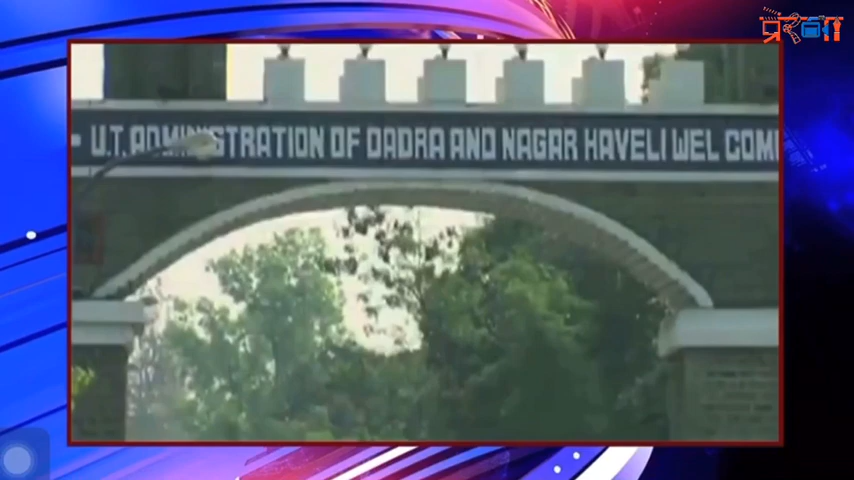 U.T. ADMINISTRATION OF DADRA AND NAGAR HAVELI WEL COM